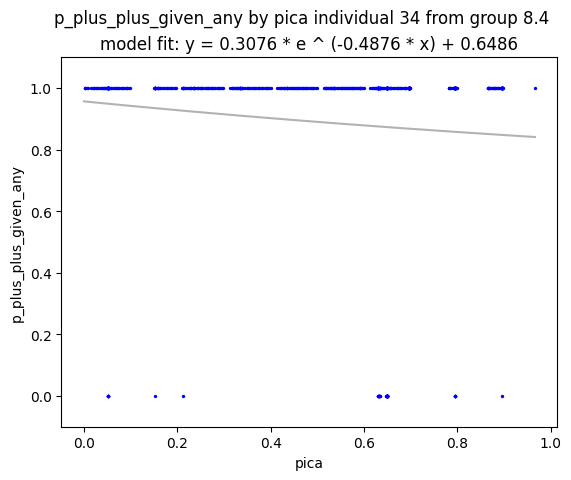 p_plus_plus_given_any by pica individual 34 from group 8.4
model fit: y = 0.3076 * e ^ (-0.4876 * x) + 0.6486
p_plus_plus_given_any
1.0
0.8
0.6
0.4
0.2
0.0
0.0 0.2 0.4 0.6 0.8 1.0
pica